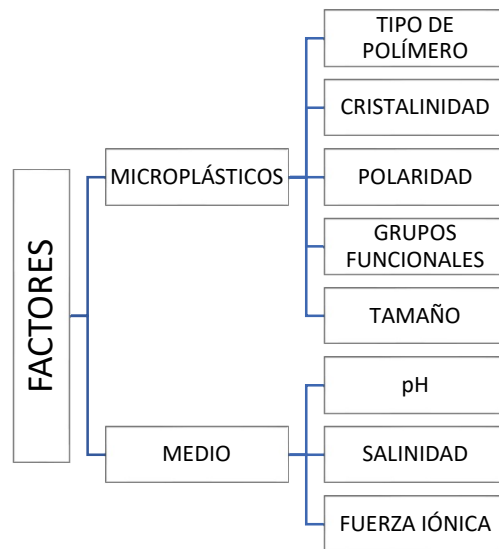 FACTORES
MICROPLÁSTICOS
TIPO DE
POLÍMERO
CRISTALINIDAD
POLARIDAD
GRUPOS
FUNCIONALES
TAMAÑO
MEDIO
pH
SALINIDAD
FUERZA IÓNICA